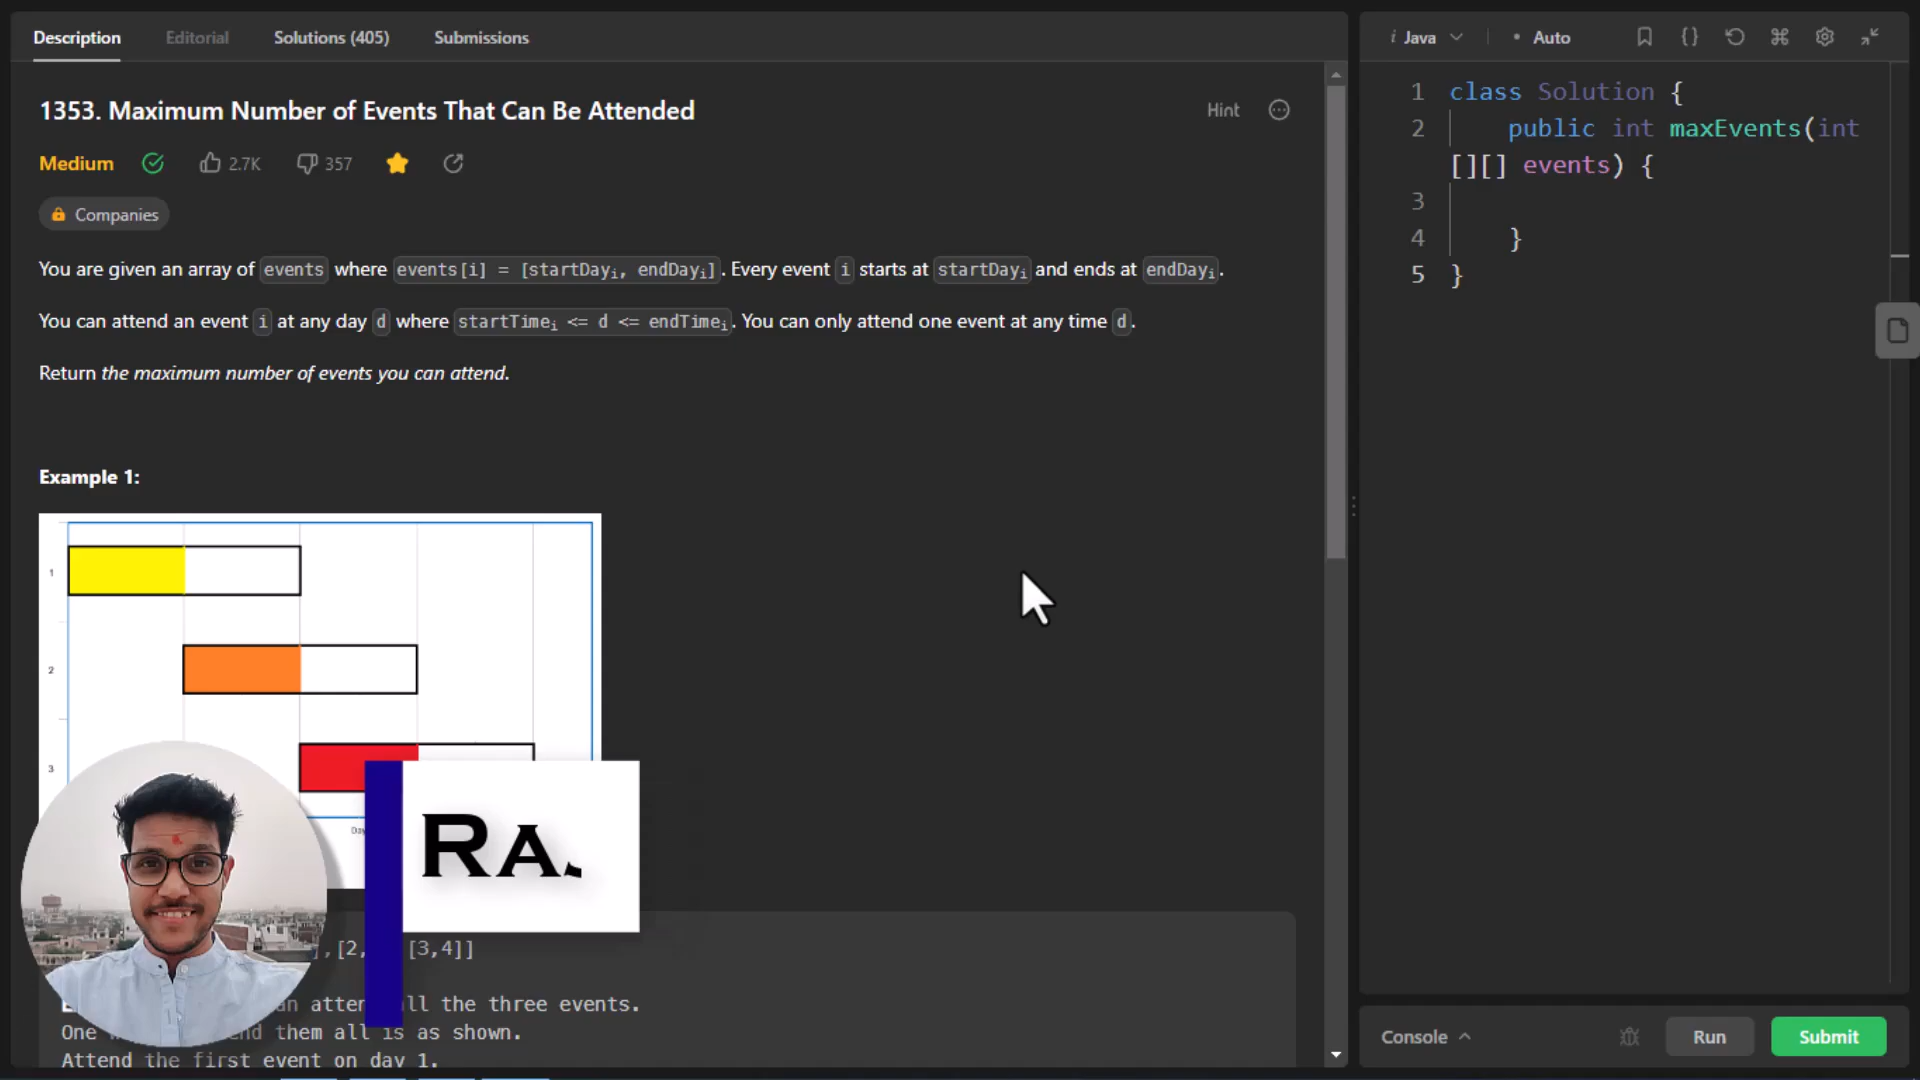 Description Editorial Solutions (405) Submissions
1353. Maximum Number of Events That Can Be Attended
Hint
Medium 2.7K 357
Companies
You are given an array of events where events[i] = [startDayi, endDayi]. Every event i starts at startDayi and ends at endDayi.
You can attend an event i at any day d where startTimei <= d <= endTimei. You can only attend one event at any time d.
Return the maximum number of events you can attend.
Example 1:
1
2
3
RA
,[2, [3,4]]
all the three events.
One them all is as shown.
Attend the first event on day 1.
i Java • Auto
1 class Solution {
2 public int maxEvents(int
[][] events) {
3
4 }
5 }
Console Run Submit